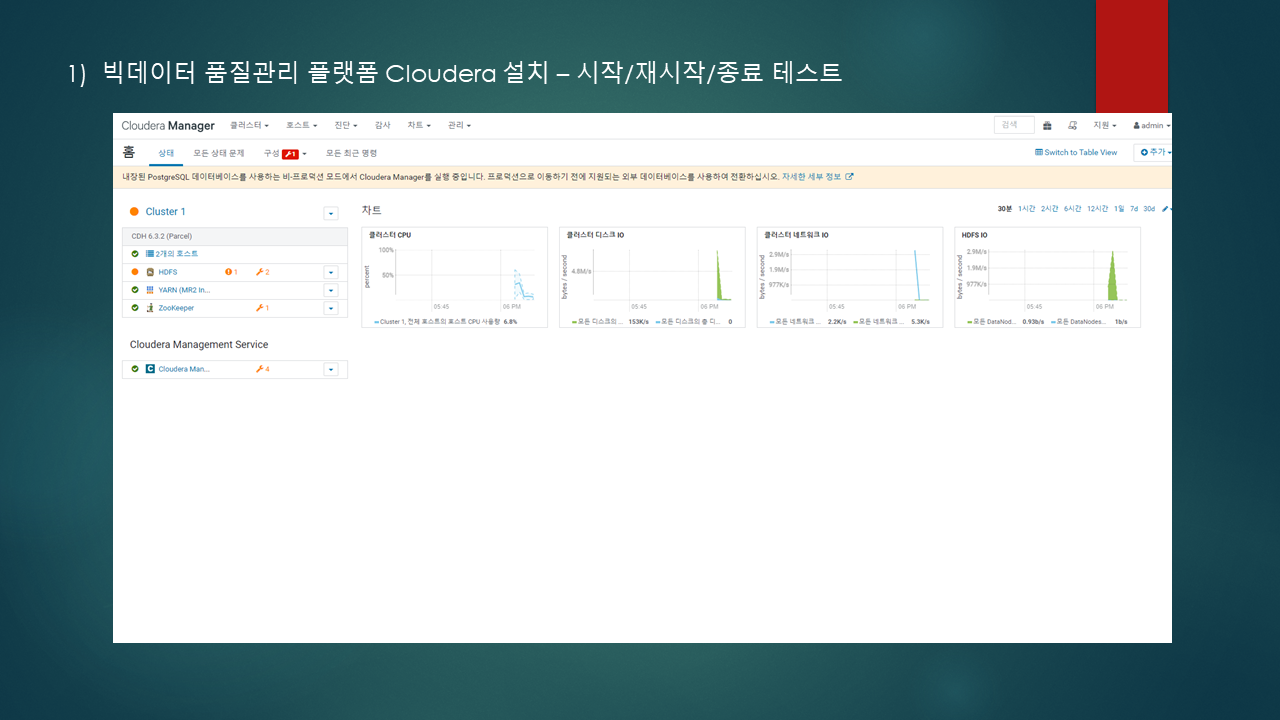 1) 빅데이터 품질관리 플랫폼 Cloudera 설치 – 시작/재시작/종료 테스트
Cloudera Manager 클러스터 호스트 진단 감사 차트 관리 검색 지원 admin
홈 상태 모든 상태 문제 구성 1 모든 최근 명령 Switch to Table View 추가
내장된 PostgreSQL 데이터베이스를 사용하는 비-프로덕션 모드에서 Cloudera Manager를 실행 중입니다. 프로덕션으로 이동하기 전에 지원되는 외부 데이터베이스를 사용하여 전환하십시오. 자세한 세부 정보
Cluster 1
CDH 6.3.2 (Parcel)
2개의 호스트
HDFS 1 2
YARN (MR2 In...
ZooKeeper 1
Cloudera Management Service
Cloudera Man... 4
차트 30분 1시간 2시간 6시간 12시간 1일 7d 30d
클러스터 CPU
percent
100%
50%
05:45 06 PM
Cluster 1, 전체 호스트의 호스트 CPU 사용량 6.8%
클러스터 디스크 IO
bytes / second
4.8M/s
05:45 06 PM
모든 디스크의 ... 153K/s 모든 디스크의 총 디... 0
클러스터 네트워크 IO
bytes / second
2.9M/s
1.9M/s
977K/s
05:45 06 PM
모든 네트워크 ... 2.2K/s 모든 네트워크 ... 5.3K/s
HDFS IO
bytes / second
2.9M/s
1.9M/s
977K/s
05:45 06 PM
모든 DataNod... 0.93b/s 모든 DataNodes... 1b/s